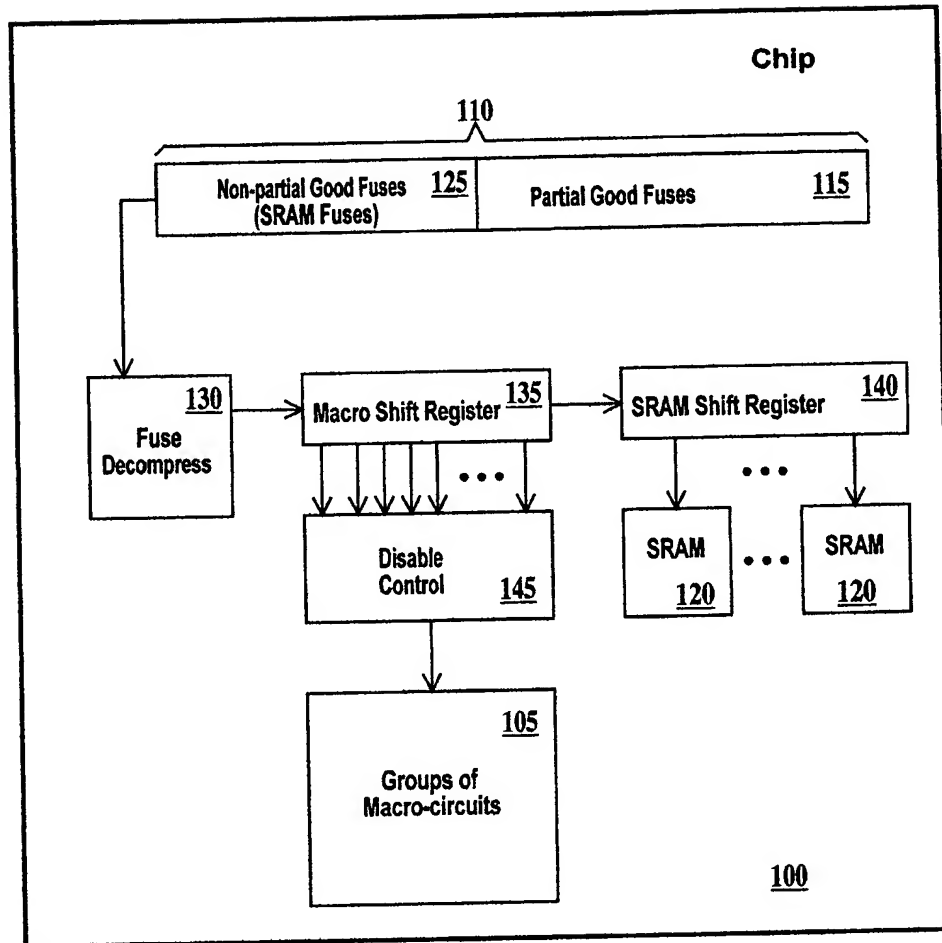 Chip
110
Non-partial Good Fuses 125
(SRAM Fuses)
Partial Good Fuses 115
130
Fuse
Decompress
Macro Shift Register 135
SRAM Shift Register 140
Disable
Control
145
SRAM
120
SRAM
120
105
Groups of
Macro-circuits
100